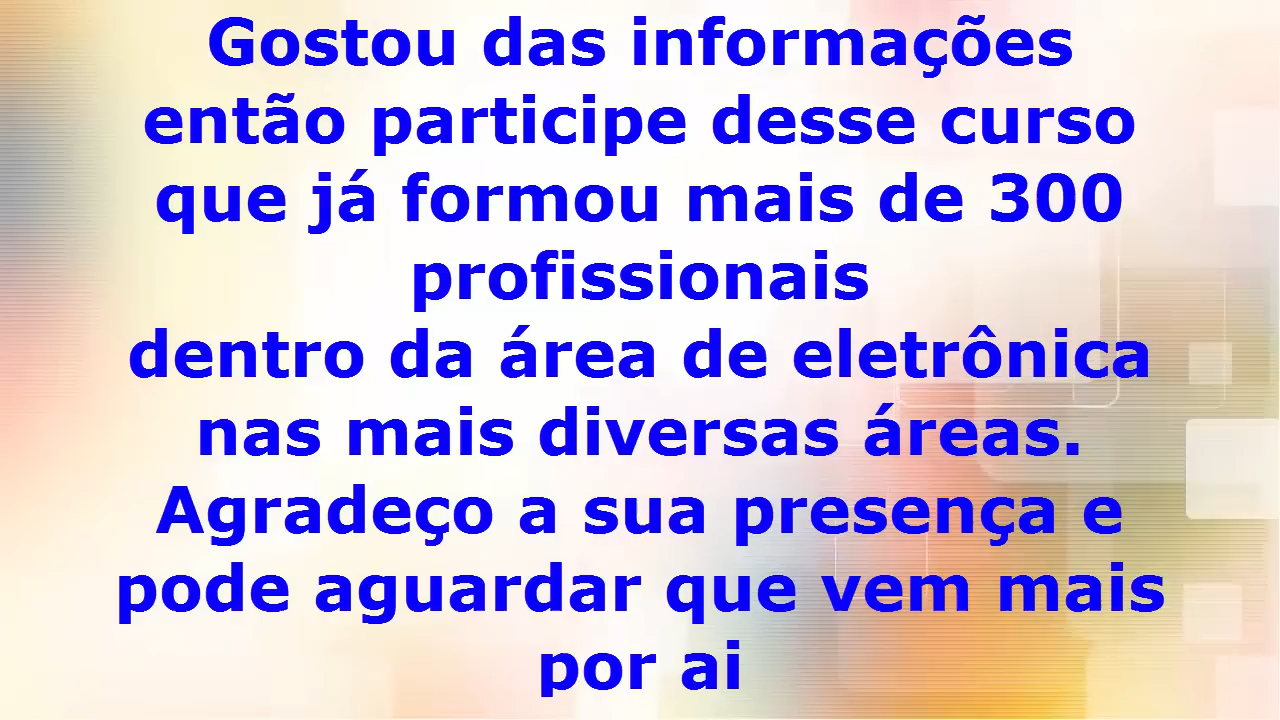 Gostou das informações
então participe desse curso
que já formou mais de 300
profissionais
dentro da área de eletrônica
nas mais diversas áreas.
Agradeço a sua presença e
pode aguardar que vem mais
por ai